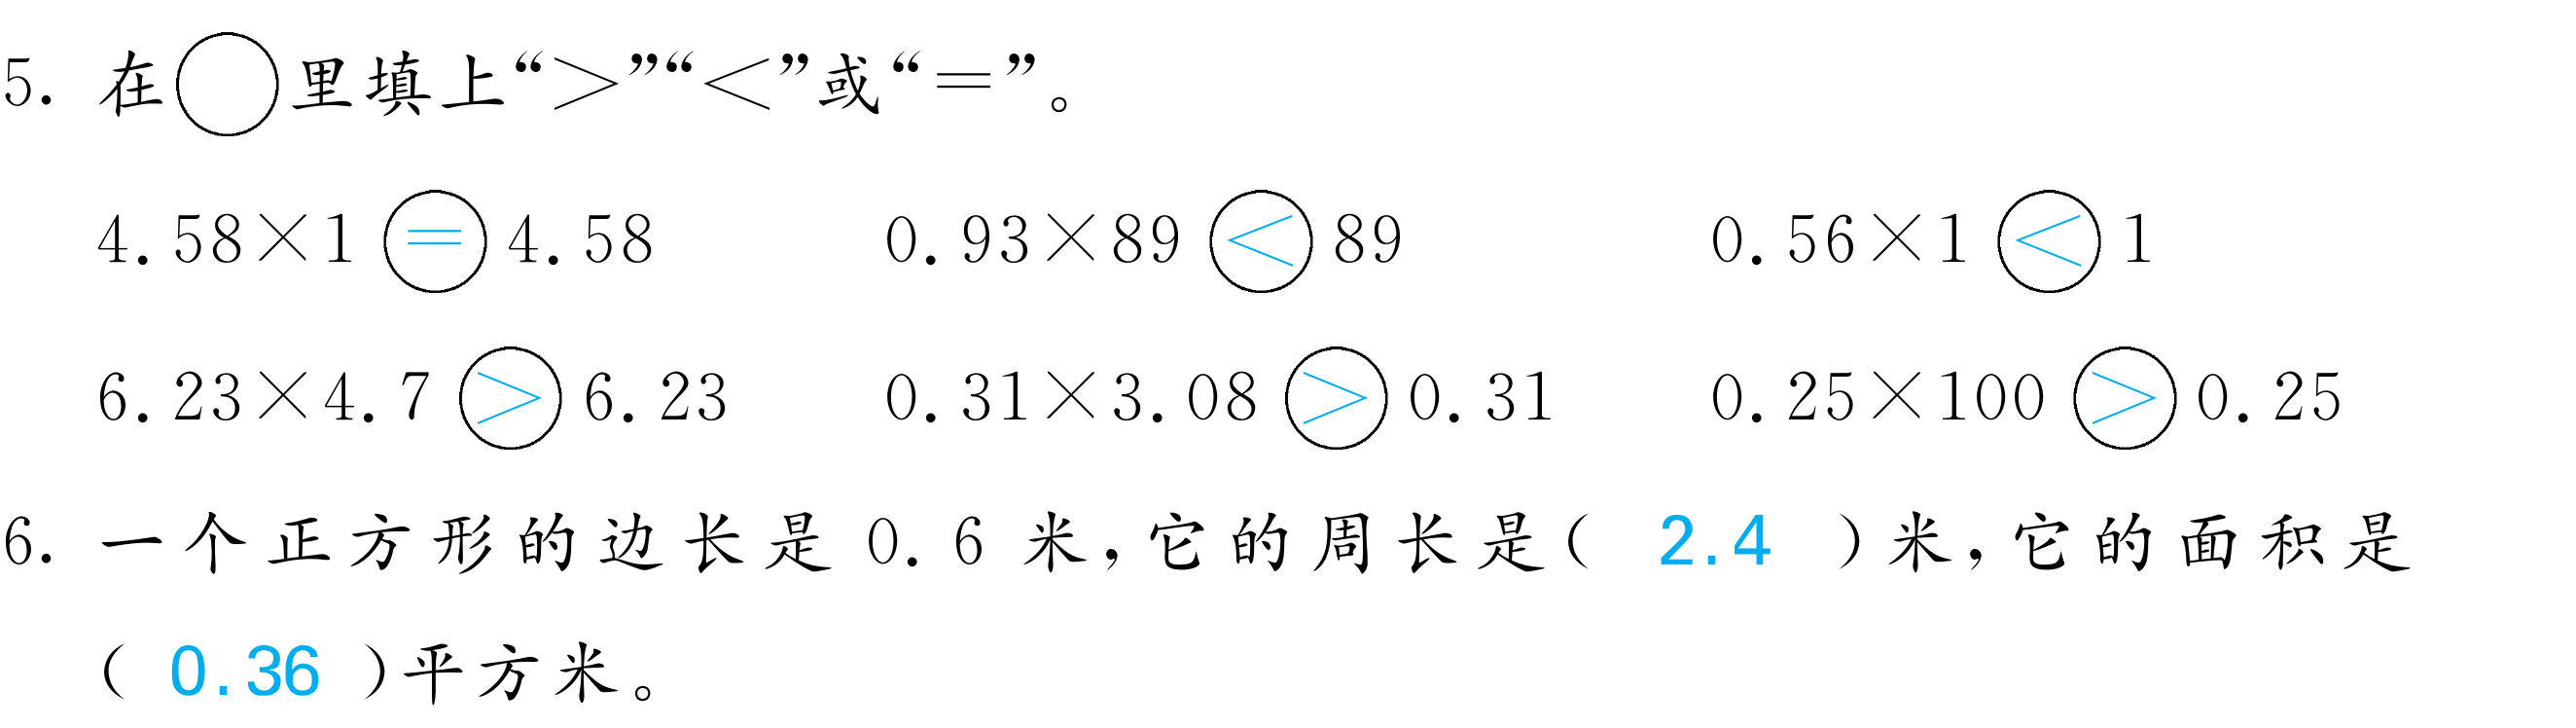 5. 在○里填上“>”“<”或“=”。
4.58×1 = 4.58 0.93×89 < 89 0.56×1 < 1
6.23×4.7 > 6.23 0.31×3.08 > 0.31 0.25×100 > 0.25
6. 一个正方形的边长是 0.6 米,它的周长是( 2.4 )米,它的面积是
( 0.36 )平方米。